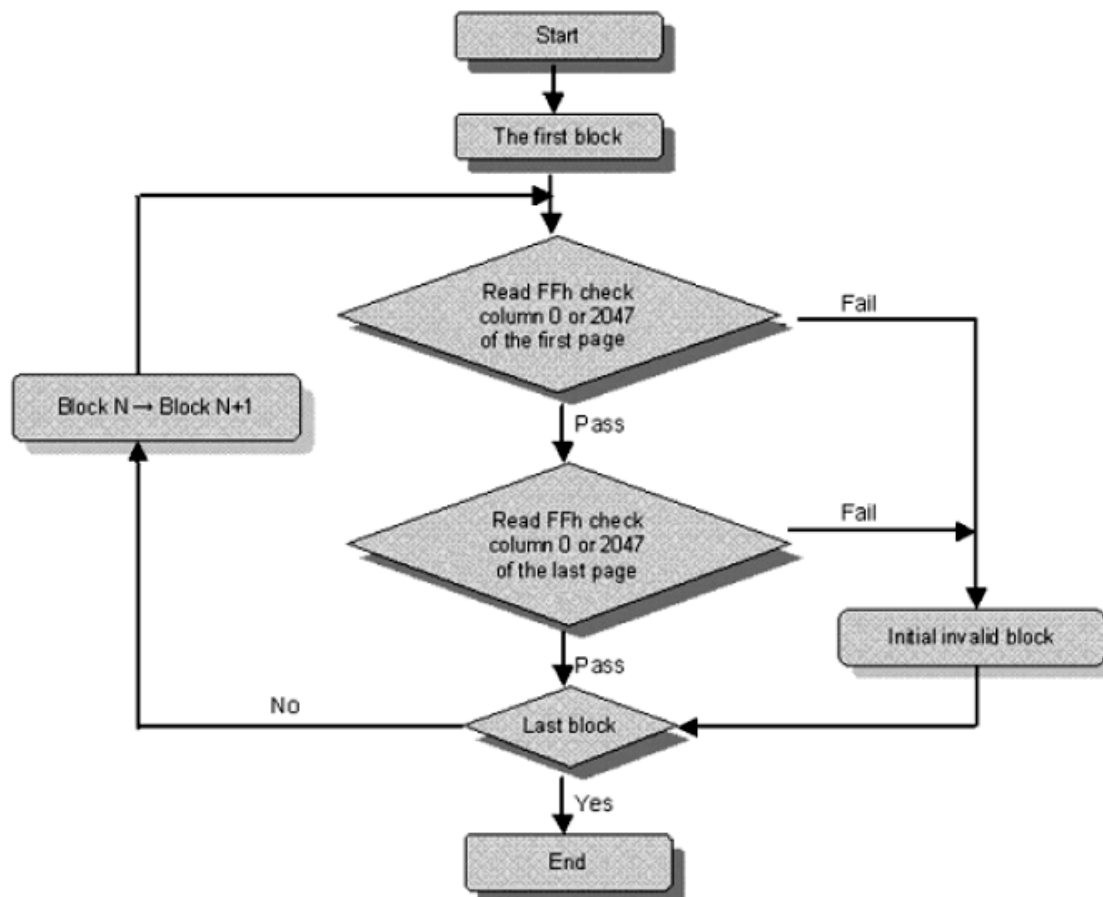 Start
The first block
Read FFh check
column 0 or 2047
of the first page
Fail
Block N → Block N+1
Pass
Read FFh check
column 0 or 2047
of the last page
Fail
Initial invalid block
Pass
No
Last block
Yes
End